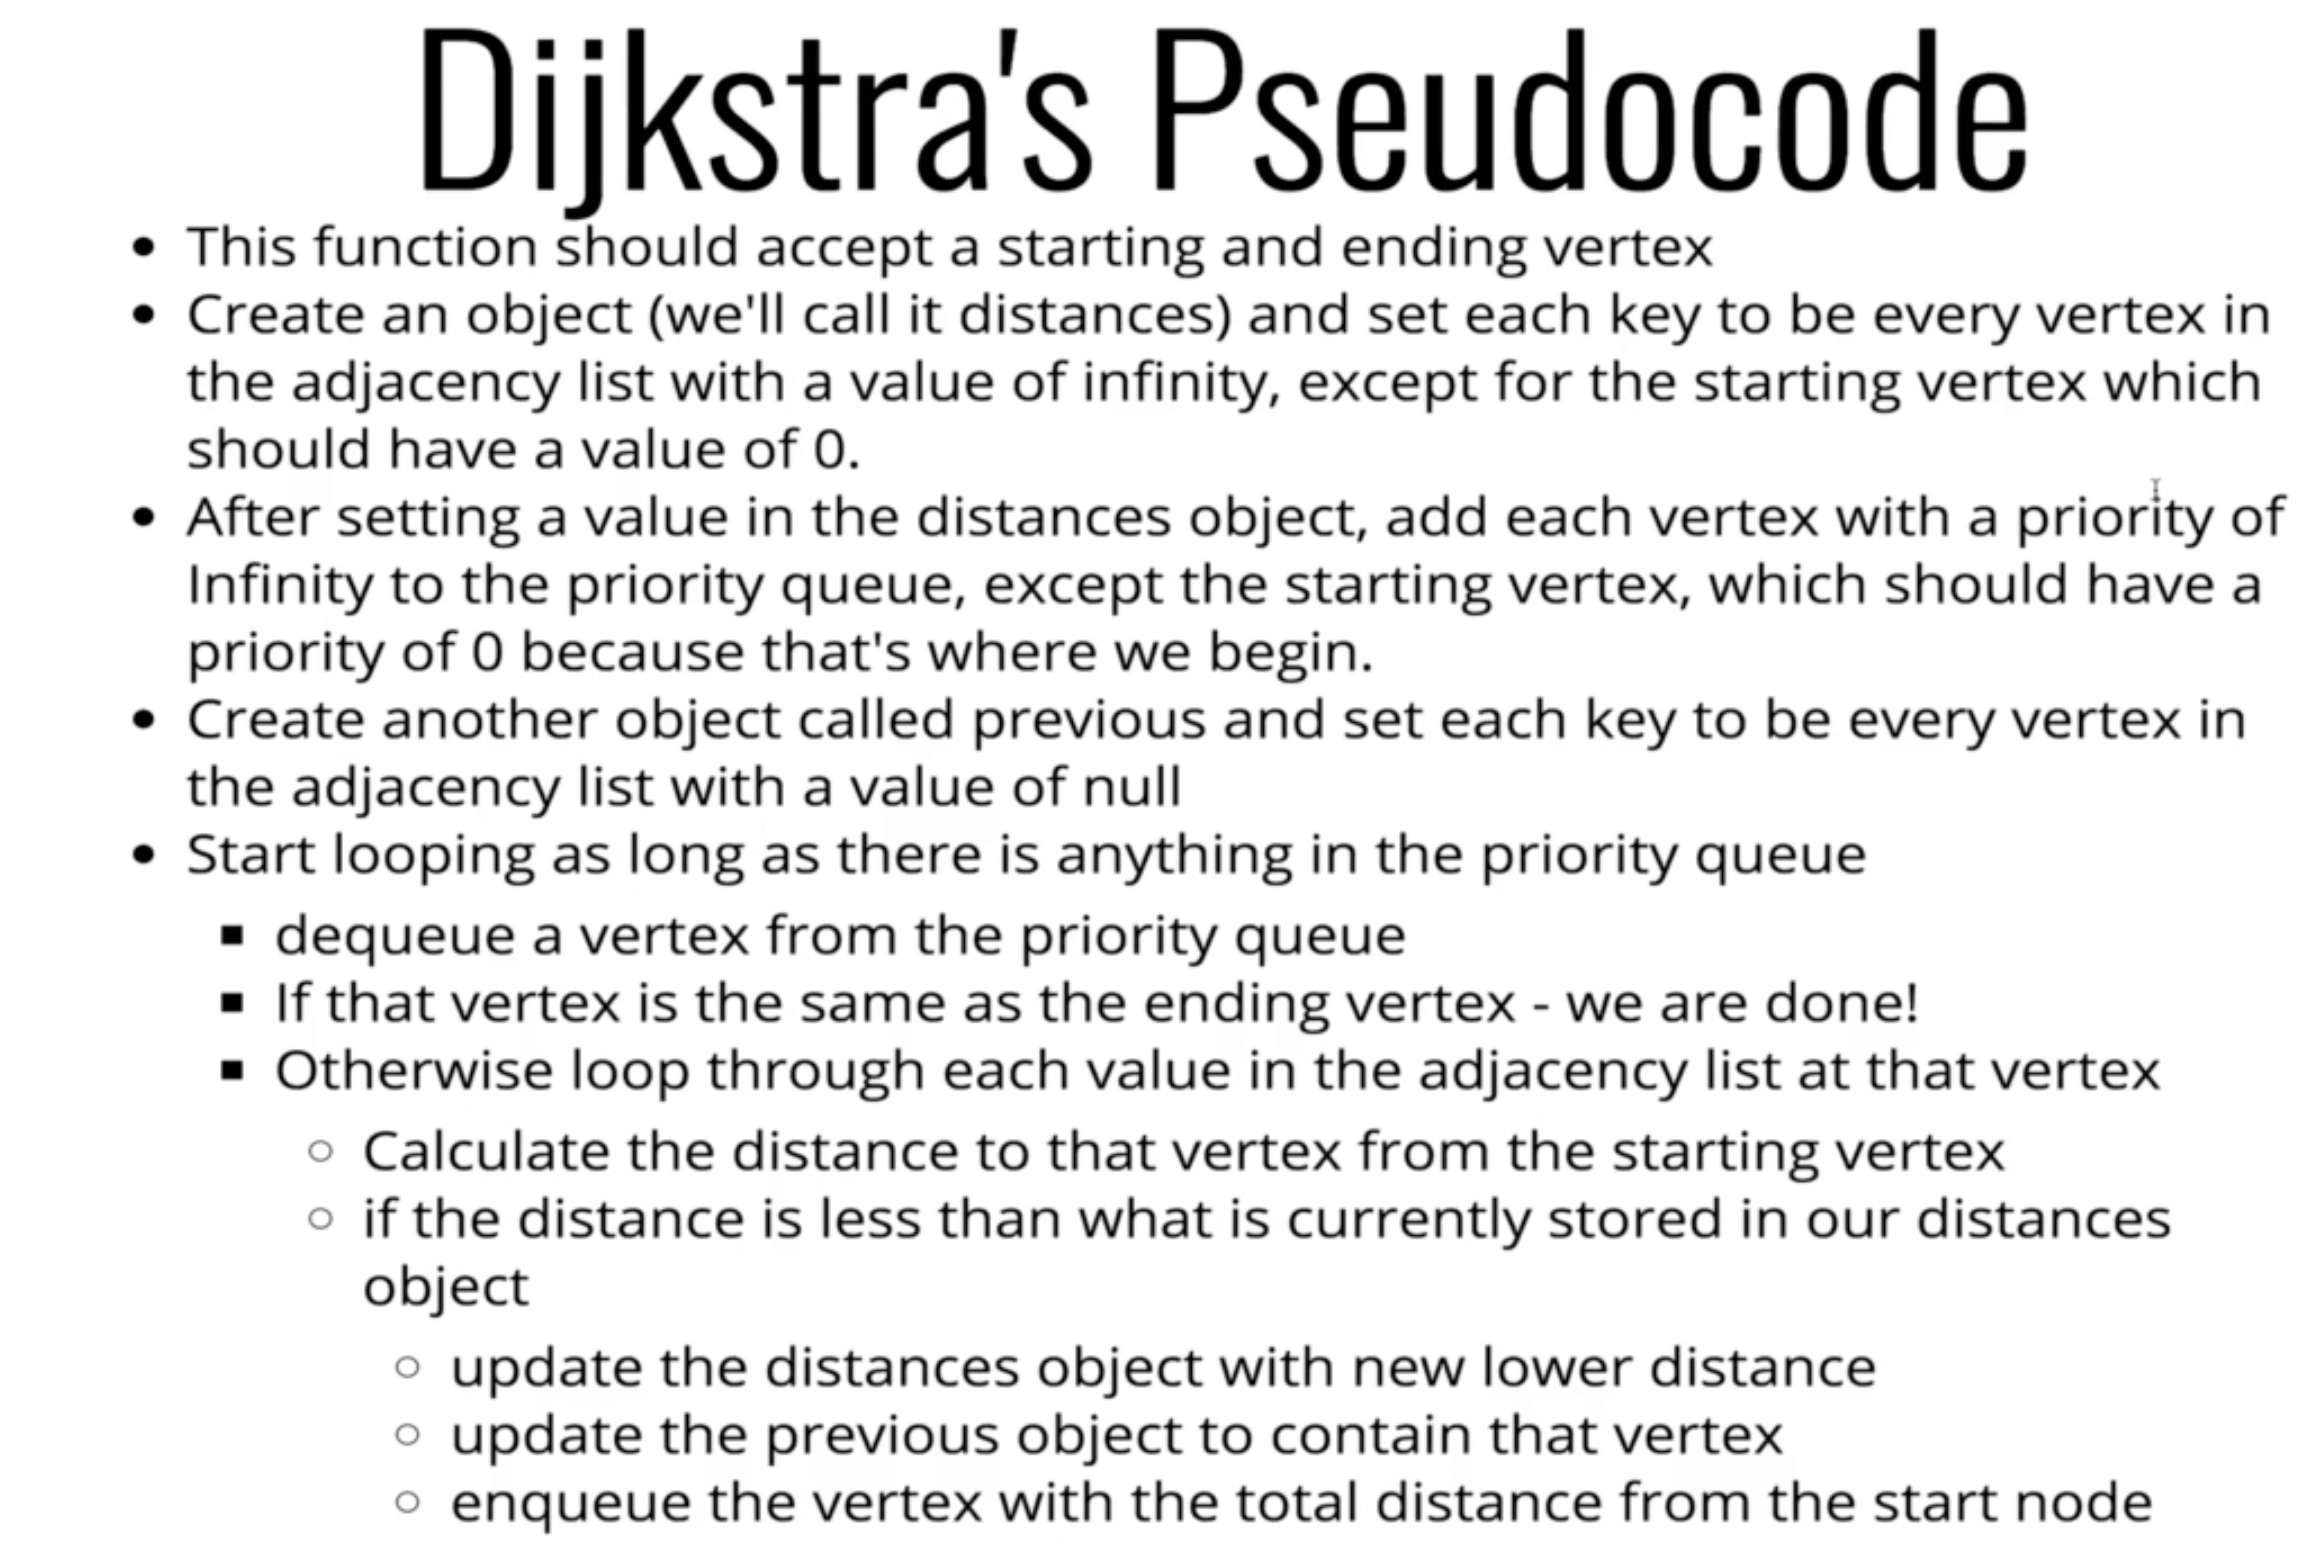 Dijkstra's Pseudocode
• This function should accept a starting and ending vertex
• Create an object (we'll call it distances) and set each key to be every vertex in
the adjacency list with a value of infinity, except for the starting vertex which
should have a value of 0.
• After setting a value in the distances object, add each vertex with a priority of
Infinity to the priority queue, except the starting vertex, which should have a
priority of 0 because that's where we begin.
• Create another object called previous and set each key to be every vertex in
the adjacency list with a value of null
• Start looping as long as there is anything in the priority queue
▪ dequeue a vertex from the priority queue
▪ If that vertex is the same as the ending vertex - we are done!
▪ Otherwise loop through each value in the adjacency list at that vertex
○ Calculate the distance to that vertex from the starting vertex
○ if the distance is less than what is currently stored in our distances
object
○ update the distances object with new lower distance
○ update the previous object to contain that vertex
○ enqueue the vertex with the total distance from the start node